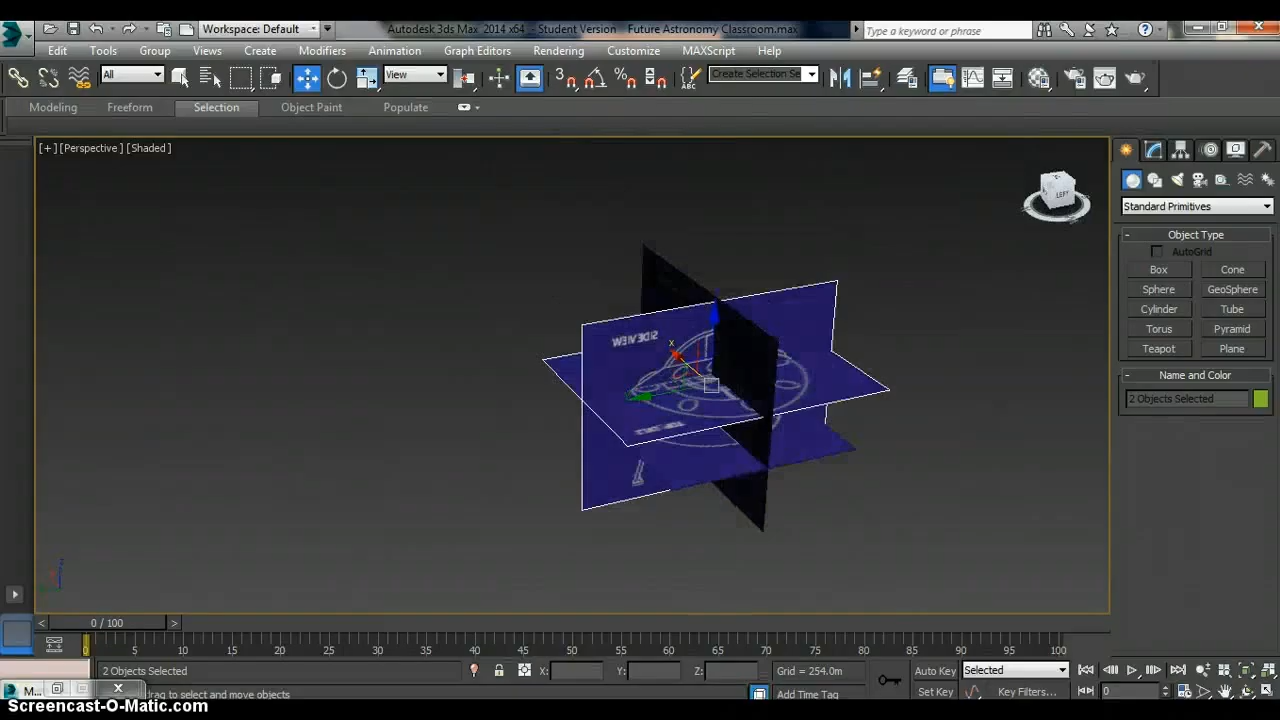 Workspace: Default
Autodesk 3ds Max 2014 x64 - Student Version Future Astronomy Classroom.max
Type a keyword or phrase
Edit Tools Group Views Create Modifiers Animation Graph Editors Rendering Customize MAXScript Help
All
View
Create Selection Se
Modeling Freeform Selection Object Paint Populate
[+] [Perspective] [Shaded]
LEFT
SIDEVIEW
x
z
Standard Primitives
Object Type
AutoGrid
Box Cone
Sphere GeoSphere
Cylinder Tube
Torus Pyramid
Teapot Plane
Name and Color
2 Objects Selected
< 0 / 100 >
0 5 10 15 20 25 30 35 40 45 50 55 60 65 70 75 80 85 90 95 100
2 Objects Selected X: Y: Z: Grid = 254.0m Auto Key Selected
M... drag to select and move objects Add Time Tag Set Key Key Filters... 0
Screencast-O-Matic.com